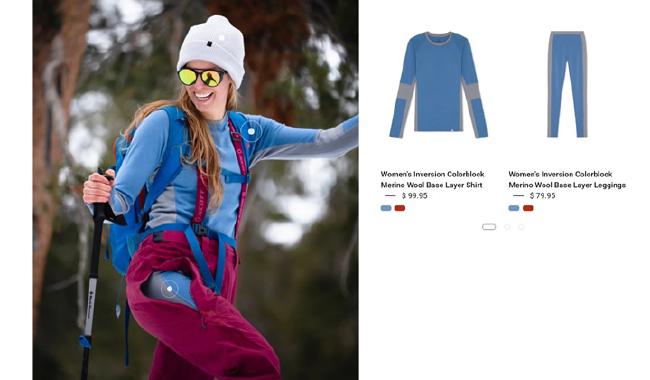 Women's Inversion Colorblock
Merino Wool Base Layer Shirt
— $ 99.95
Women's Inversion Colorblock
Merino Wool Base Layer Leggings
— $ 79.95